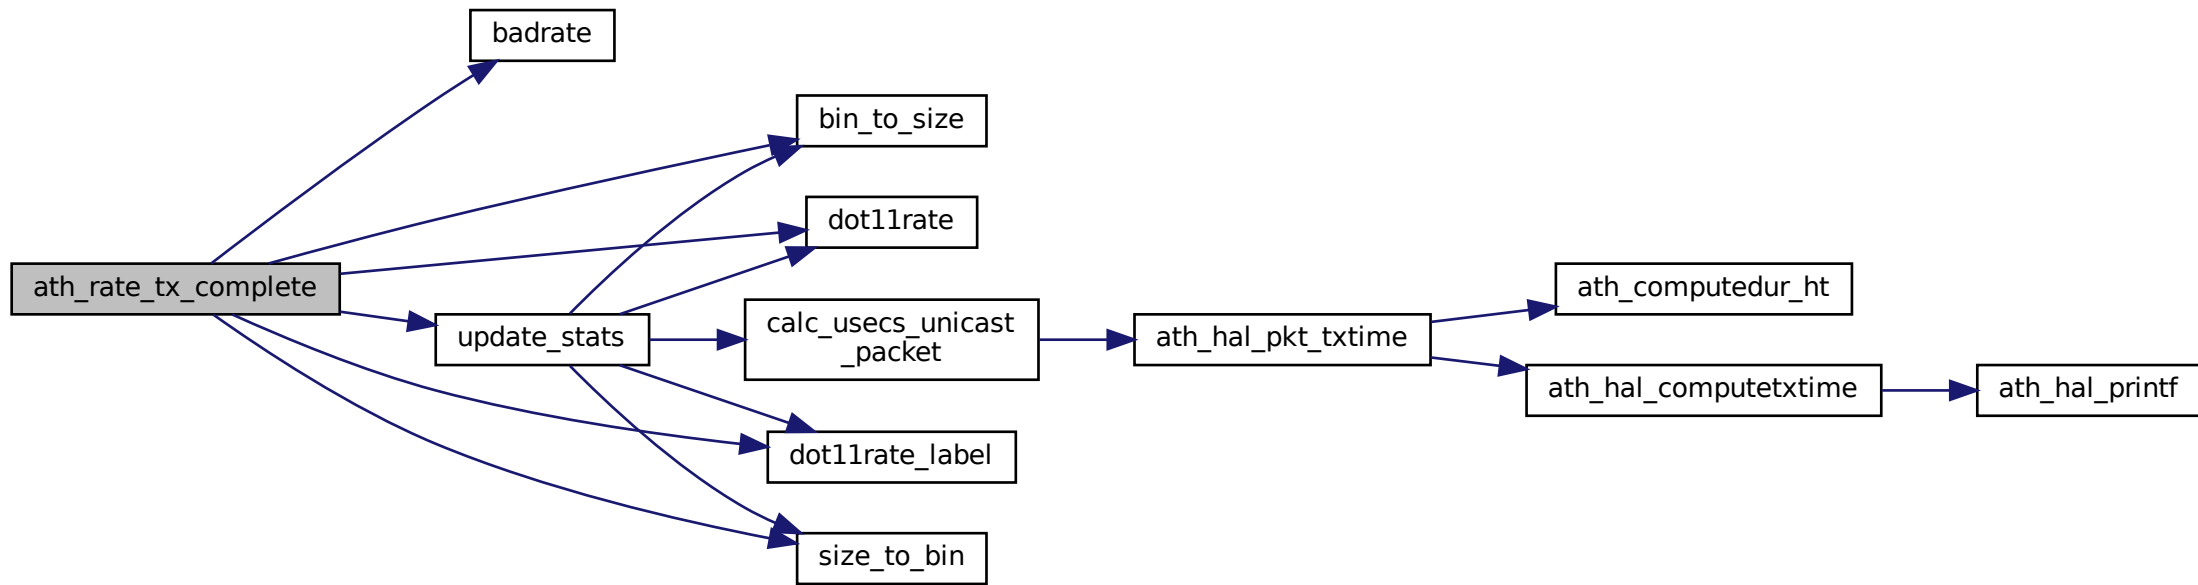 badrate
bin_to_size
dot11rate
ath_rate_tx_complete
update_stats
calc_usecs_unicast
_packet
ath_hal_pkt_txtime
ath_computedur_ht
ath_hal_computetxtime
ath_hal_printf
dot11rate_label
size_to_bin